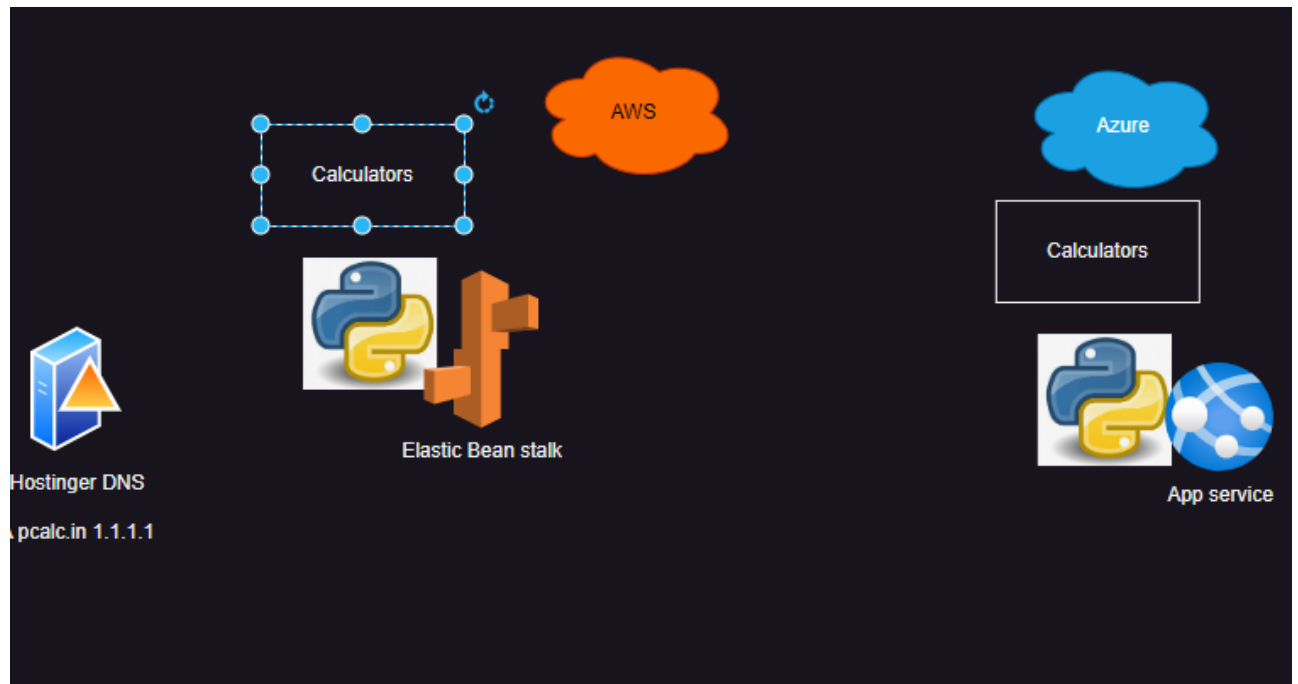 AWS
Azure
Calculators
Calculators
Elastic Bean stalk
Hostinger DNS
App service
pcalc.in 1.1.1.1